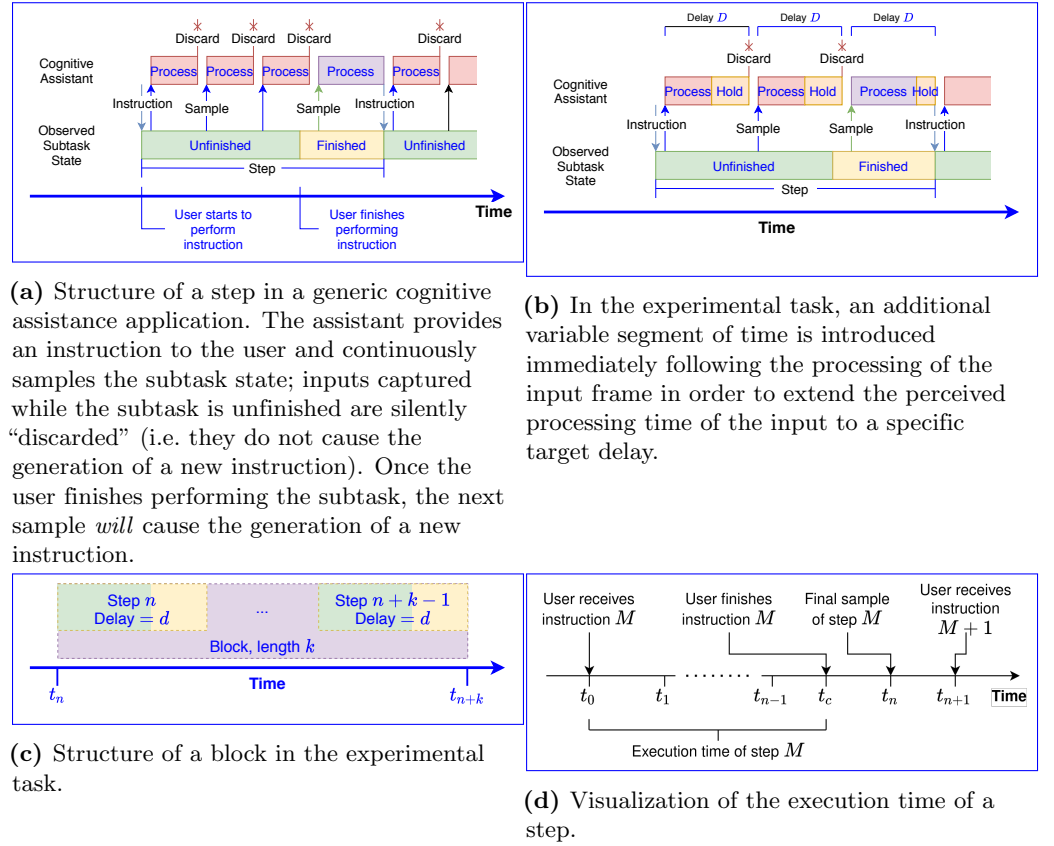 Discard Discard Discard Discard
Cognitive
Assistant
Process Process Process Process Process
Instruction Sample Sample Instruction
Observed
Subtask
State
Unfinished Finished Unfinished
Step
Time
User starts to
perform
instruction
User finishes
performing
instruction
Delay D Delay D Delay D
Discard Discard
Cognitive
Assistant
Process Hold Process Hold Process Hold
Instruction Sample Sample Instruction
Observed
Subtask
State
Unfinished Finished
Step
Time
(a) Structure of a step in a generic cognitive
assistance application. The assistant provides
an instruction to the user and continuously
samples the subtask state; inputs captured
while the subtask is unfinished are silently
“discarded” (i.e. they do not cause the
generation of a new instruction). Once the
user finishes performing the subtask, the next
sample will cause the generation of a new
instruction.
(b) In the experimental task, an additional
variable segment of time is introduced
immediately following the processing of the
input frame in order to extend the perceived
processing time of the input to a specific
target delay.
Step n ... Step n + k − 1
Delay = d Delay = d
Block, length k
Time
t_n t_{n+k}
(c) Structure of a block in the experimental
task.
User receives
instruction M
User finishes
instruction M
Final sample
of step M
User receives
instruction
M + 1
t_0 t_1 ........ t_{n−1} t_c t_n t_{n+1} Time
Execution time of step M
(d) Visualization of the execution time of a
step.